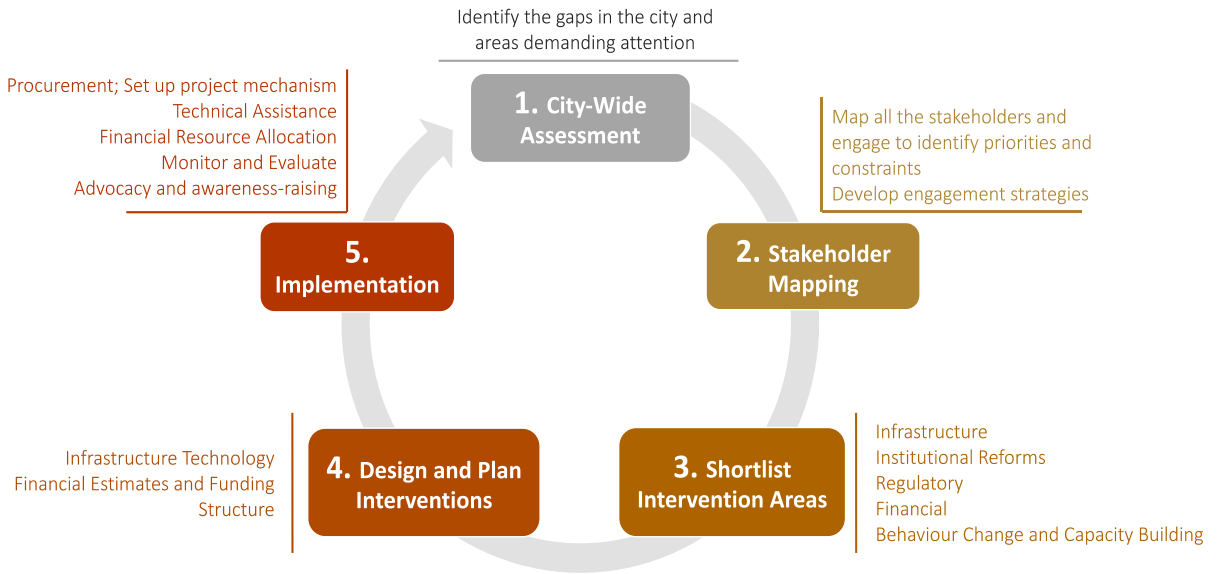 Identify the gaps in the city and
areas demanding attention
1. City-Wide
Assessment
Map all the stakeholders and
engage to identify priorities and
constraints
Develop engagement strategies
2. Stakeholder
Mapping
3. Shortlist
Intervention Areas
Infrastructure
Institutional Reforms
Regulatory
Financial
Behaviour Change and Capacity Building
4. Design and Plan
Interventions
Infrastructure Technology
Financial Estimates and Funding
Structure
5.
Implementation
Procurement; Set up project mechanism
Technical Assistance
Financial Resource Allocation
Monitor and Evaluate
Advocacy and awareness-raising